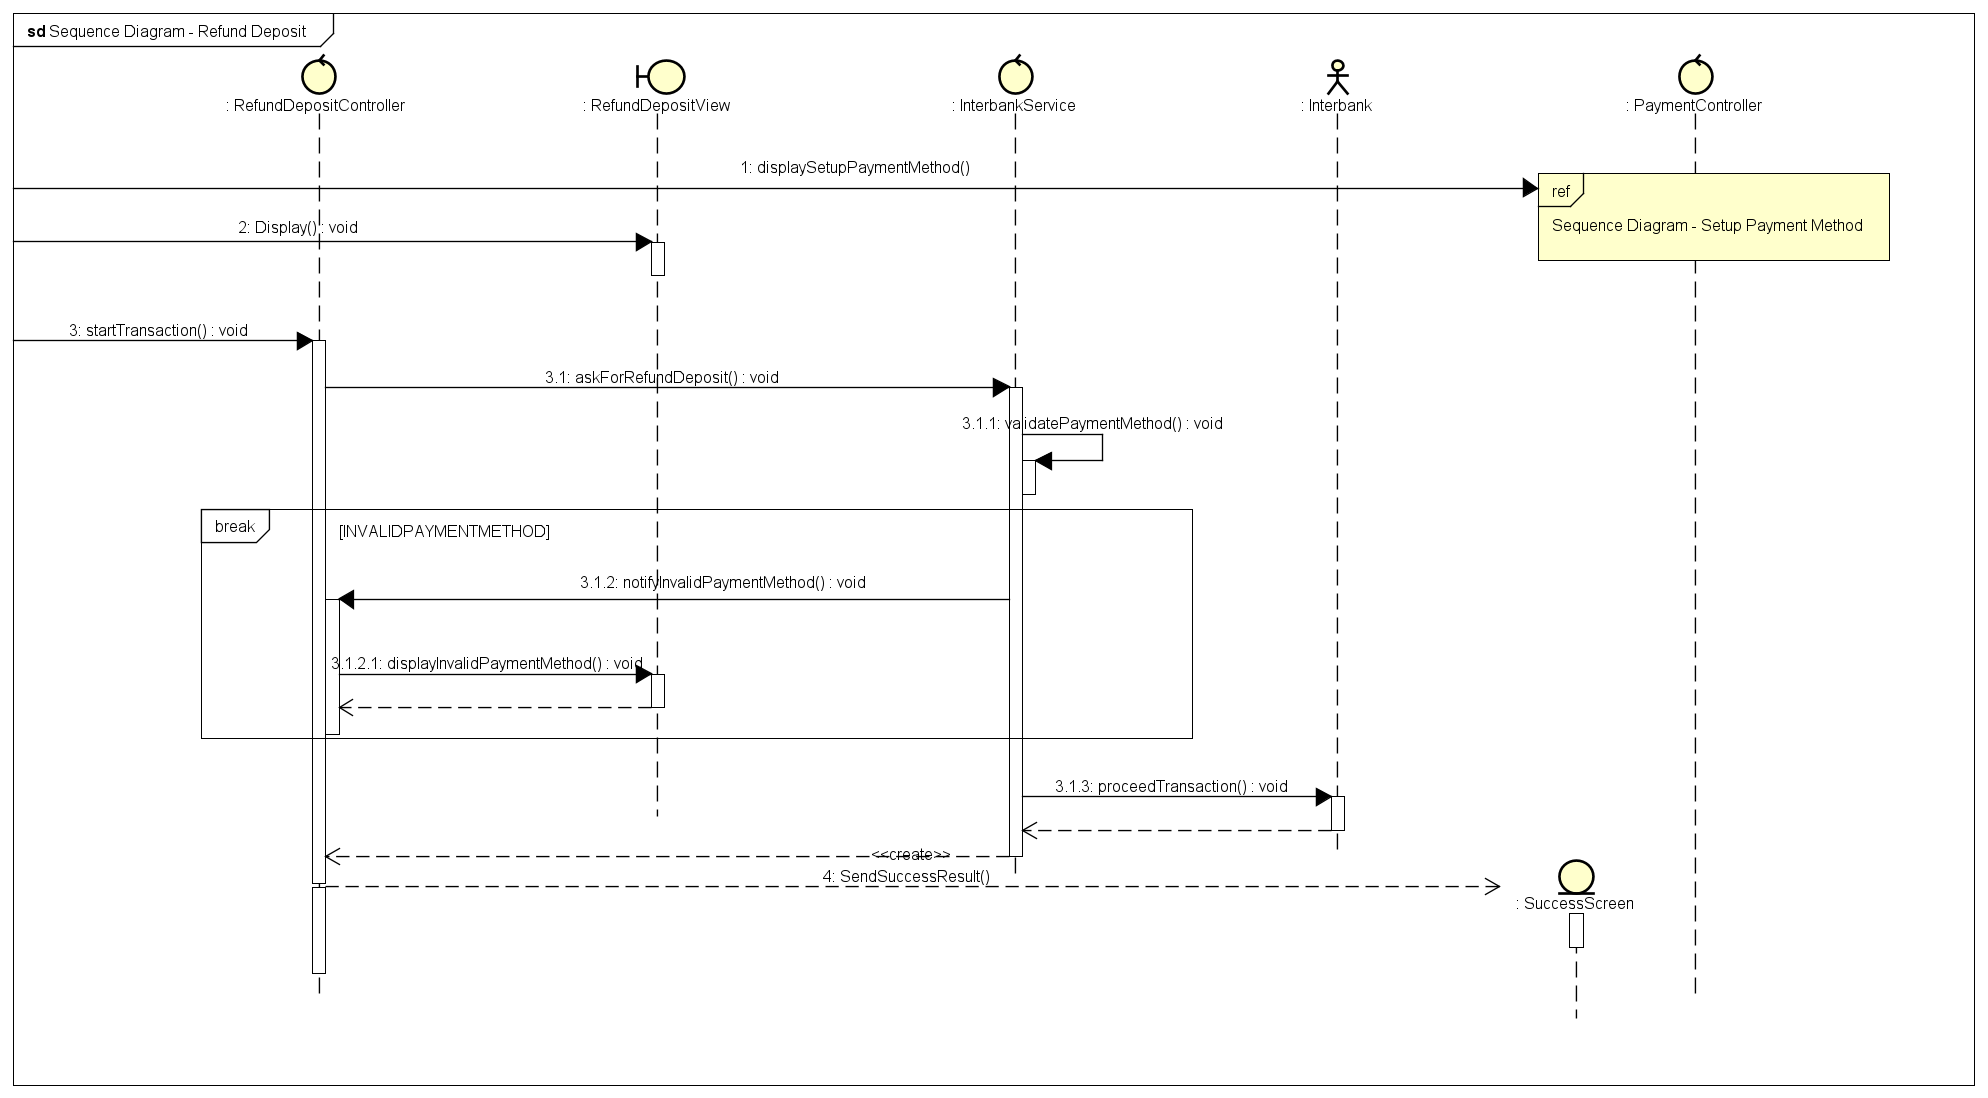 sd Sequence Diagram - Refund Deposit
: RefundDepositController
: RefundDepositView
: InterbankService
: Interbank
: PaymentController
1: displaySetupPaymentMethod()
ref
Sequence Diagram - Setup Payment Method
2: Display() : void
3: startTransaction() : void
3.1: askForRefundDeposit() : void
3.1.1: validatePaymentMethod() : void
break
[INVALIDPAYMENTMETHOD]
3.1.2: notifyInvalidPaymentMethod() : void
3.1.2.1: displayInvalidPaymentMethod() : void
3.1.3: proceedTransaction() : void
<<create>>
4: SendSuccessResult()
: SuccessScreen